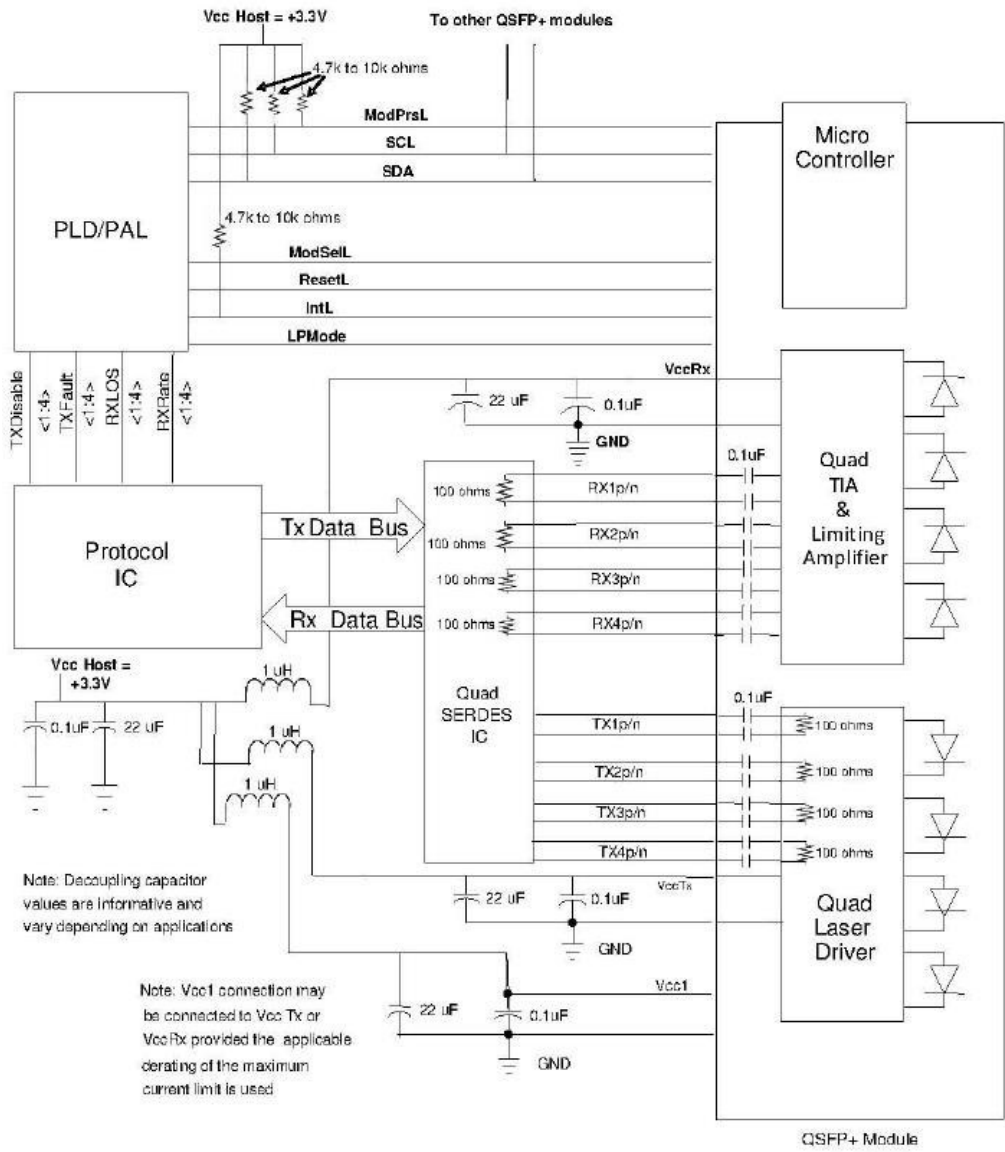 Vcc Host = +3.3V
To other QSFP+ modules
4.7k to 10k ohms
ModPrsL
SCL
SDA
Micro
Controller
PLD/PAL
4.7k to 10k ohms
ModSelL
ResetL
IntL
LPMode
TXDisable
<1:4>
TXFault
<1:4>
RXLOS
<1:4>
RXRate
<1:4>
VccRx
22 uF
0.1uF
GND
0.1uF
Quad
TIA
&
Limiting
Amplifier
100 ohms
RX1p/n
100 ohms
RX2p/n
100 ohms
RX3p/n
100 ohms
RX4p/n
Tx Data Bus
Protocol
IC
Rx Data Bus
Vcc Host =
+3.3V
0.1uF
22 uF
1 uH
1 uH
1 uH
Quad
SERDES
IC
0.1uF
TX1p/n
100 ohms
TX2p/n
100 ohms
TX3p/n
100 ohms
TX4p/n
100 ohms
VccTx
22 uF
0.1uF
GND
Quad
Laser
Driver
Note: Decoupling capacitor
values are informative and
vary depending on applications
Vcc1
22 uF
0.1uF
GND
Note: Vcc1 connection may
be connected to Vcc Tx or
VccRx provided the applicable
derating of the maximum
current limit is used
QSFP+ Module